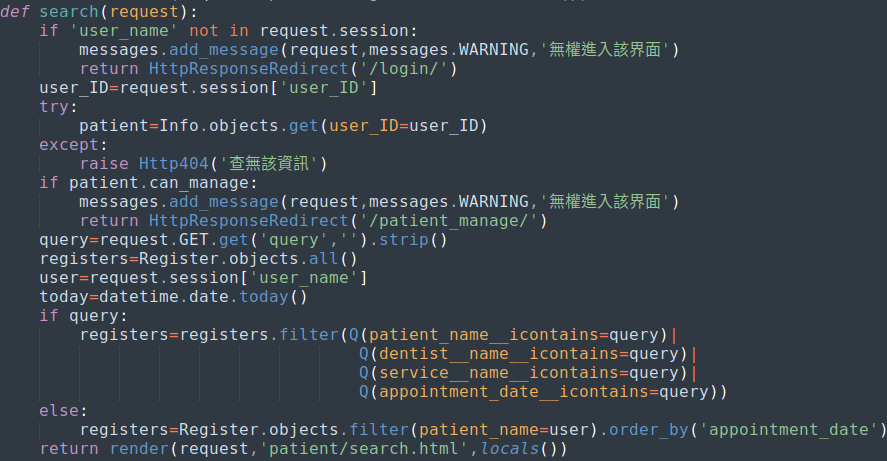 def search(request):
    if 'user_name' not in request.session:
        messages.add_message(request,messages.WARNING,'無權進入該界面')
        return HttpResponseRedirect('/login/')
    user_ID=request.session['user_ID']
    try:
        patient=Info.objects.get(user_ID=user_ID)
    except:
        raise Http404('查無該資訊')
    if patient.can_manage:
        messages.add_message(request,messages.WARNING,'無權進入該界面')
        return HttpResponseRedirect('/patient_manage/')
    query=request.GET.get('query','').strip()
    registers=Register.objects.all()
    user=request.session['user_name']
    today=datetime.date.today()
    if query:
        registers=registers.filter(Q(patient_name__icontains=query)|
                                    Q(dentist__name__icontains=query)|
                                    Q(service__name__icontains=query)|
                                    Q(appointment_date__icontains=query))
    else:
        registers=Register.objects.filter(patient_name=user).order_by('appointment_date')
    return render(request,'patient/search.html',locals())